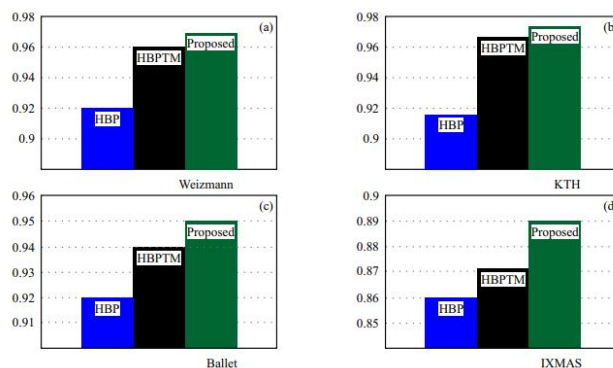 0.98
0.96
0.94
0.92
0.9
(a)
HBP
HBPTM
Proposed
Weizmann
0.98
0.96
0.94
0.92
0.9
(b
HBP
HBPTM
Proposed
KTH
0.96
0.95
0.94
0.93
0.92
0.91
(c)
HBP
HBPTM
Proposed
Ballet
0.9
0.89
0.88
0.87
0.86
0.85
(d
HBP
HBPTM
Proposed
IXMAS